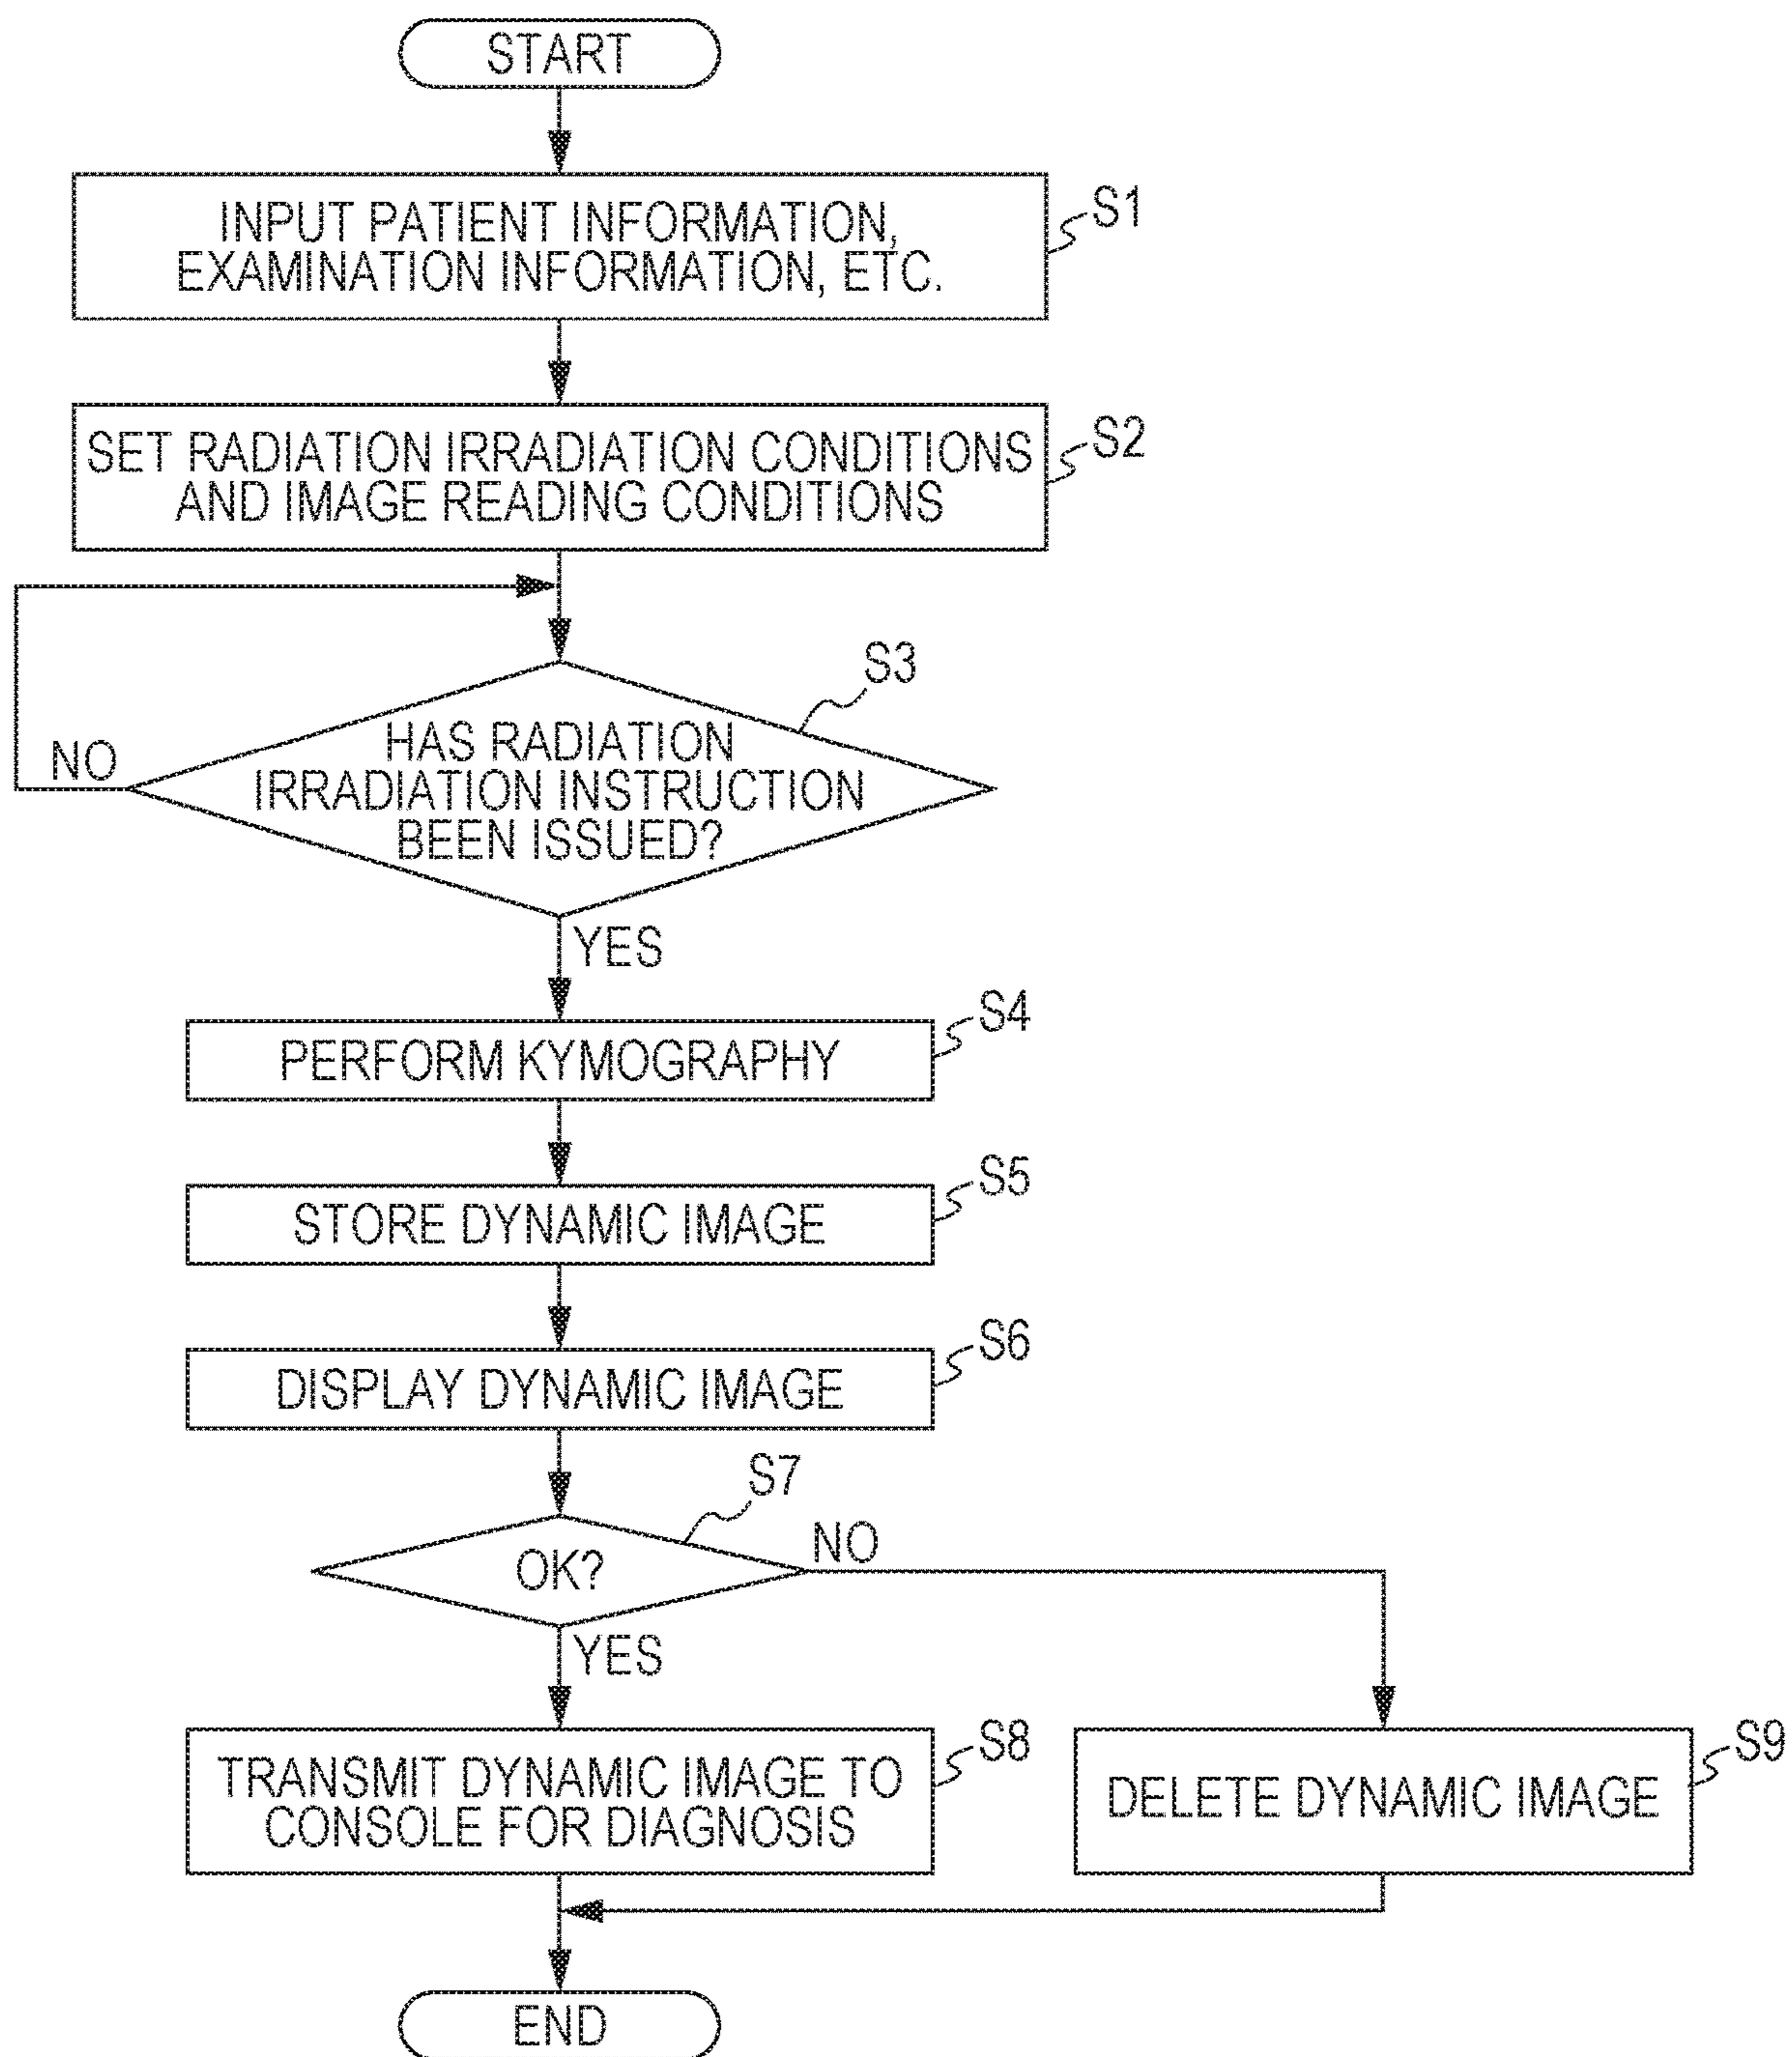 START
INPUT PATIENT INFORMATION,
EXAMINATION INFORMATION, ETC.
S1
SET RADIATION IRRADIATION CONDITIONS
AND IMAGE READING CONDITIONS
S2
S3
HAS RADIATION
IRRADIATION INSTRUCTION
BEEN ISSUED?
NO
YES
PERFORM KYMOGRAPHY
S4
STORE DYNAMIC IMAGE
S5
DISPLAY DYNAMIC IMAGE
S6
S7
OK?
NO
YES
TRANSMIT DYNAMIC IMAGE TO
CONSOLE FOR DIAGNOSIS
S8
DELETE DYNAMIC IMAGE
S9
END